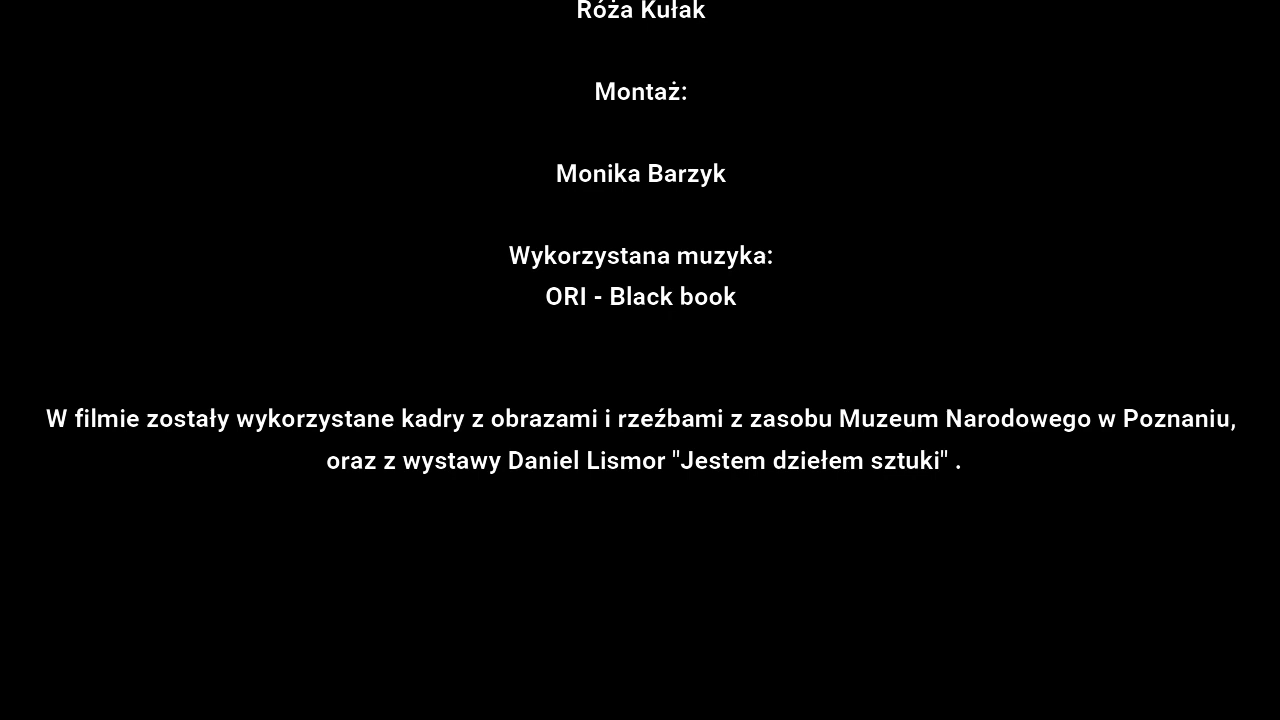 Róża Kułak
Montaż:
Monika Barzyk
Wykorzystana muzyka:
ORI - Black book
W filmie zostały wykorzystane kadry z obrazami i rzeźbami z zasobu Muzeum Narodowego w Poznaniu,
oraz z wystawy Daniel Lismor "Jestem dziełem sztuki" .